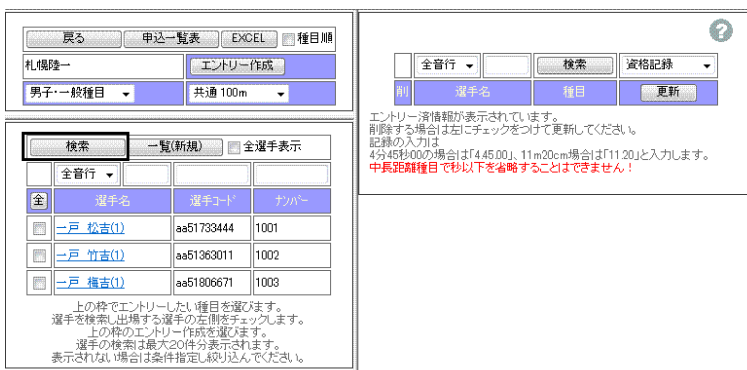 戻る 申込一覧表 EXCEL 種目順
札幌陸一 エントリー作成
男子・一般種目 共通 100m
検索 一覧(新規) 全選手表示
全音行
全 選手名 選手コード ナンバー
一戸 松吉(1) aa51733444 1001
一戸 竹吉(1) aa51363011 1002
一戸 梅吉(1) aa51806671 1003
上の枠でエントリーしたい種目を選びます。
選手を検索し出場する選手の左側をチェックします。
上の枠のエントリー作成を選びます。
選手の検索は最大20件分表示されます。
表示されない場合は条件指定し絞り込んでください。
?
全音行 検索 資格記録
削 選手名 種目 更新
エントリー済情報が表示されています。
削除する場合は左にチェックをつけて更新してください。
記録の入力は
4分45秒00の場合は「4.45.00」、11m20cm場合は「11.20」と入力します。
中長距離種目で秒以下を省略することはできません！